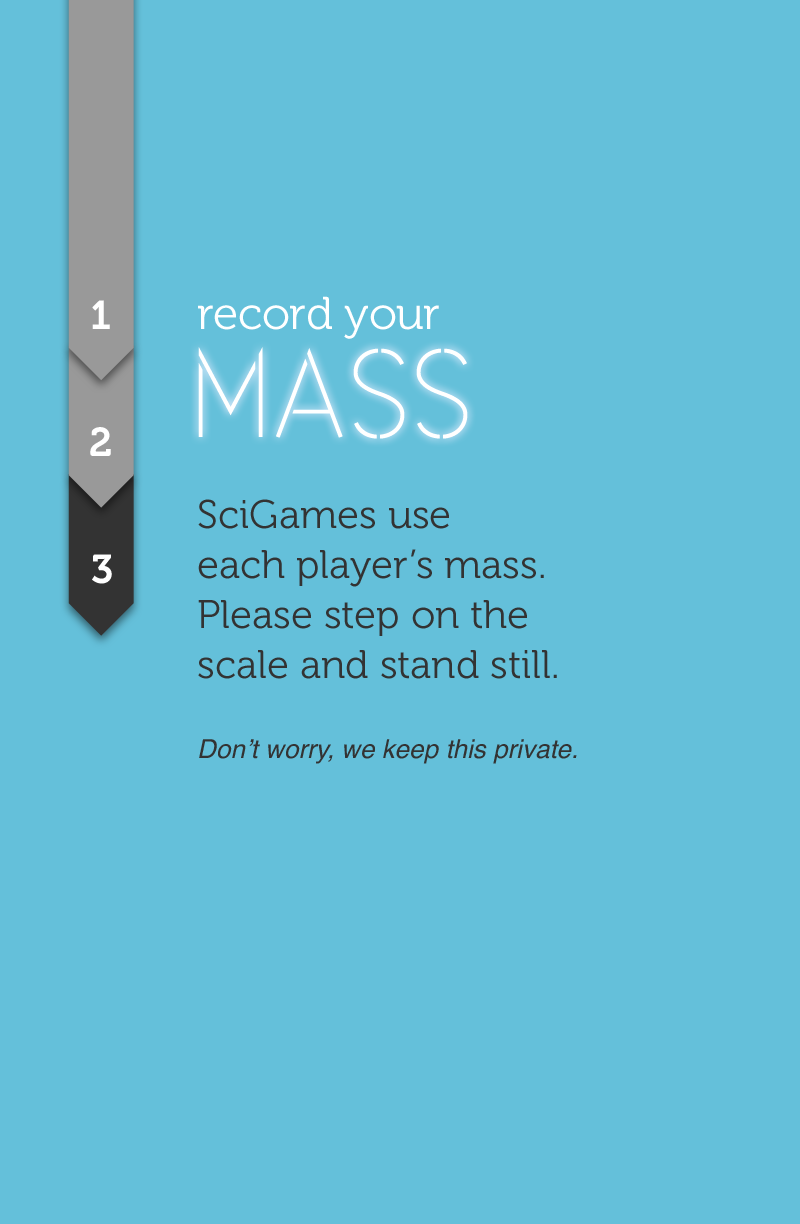 1
record your
MASS
2
SciGames use
each player’s mass.
3
Please step on the
scale and stand still.
Don’t worry, we keep this private.